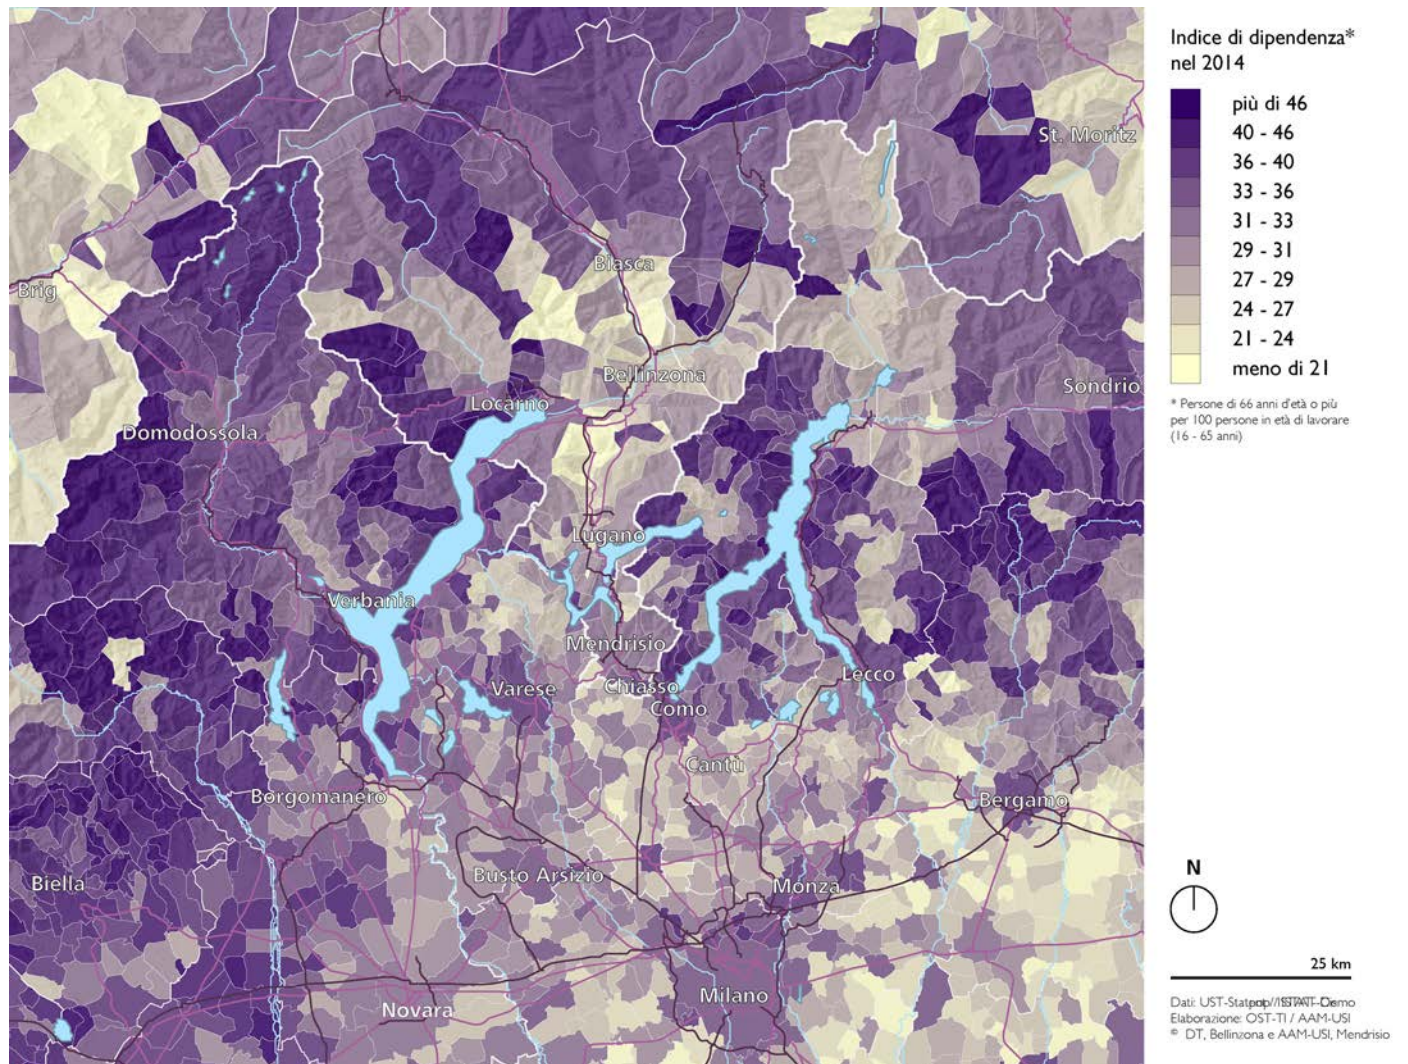 Indice di dipendenza*
nel 2014
più di 46
40 - 46
36 - 40
33 - 36
31 - 33
29 - 31
27 - 29
24 - 27
21 - 24
meno di 21
* Persone di 66 anni d'età o più
per 100 persone in età di lavorare
(16 - 65 anni)
St. Moritz
Biasca
Brig
Bellinzona
Sondrio
Locarno
Domodossola
Lugano
Verbania
Mendrisio
Lecco
Varese
Chiasso
Como
Cantu
Borgomanero
Bergamo
Busto Arsizio
Biella
Monza
Milano
Novara
N
25 km
Dati: UST-Statpop
Elaborazione: OST-TI / AAM-USI
© DT, Bellinzona e AAM-USI, Mendrisio